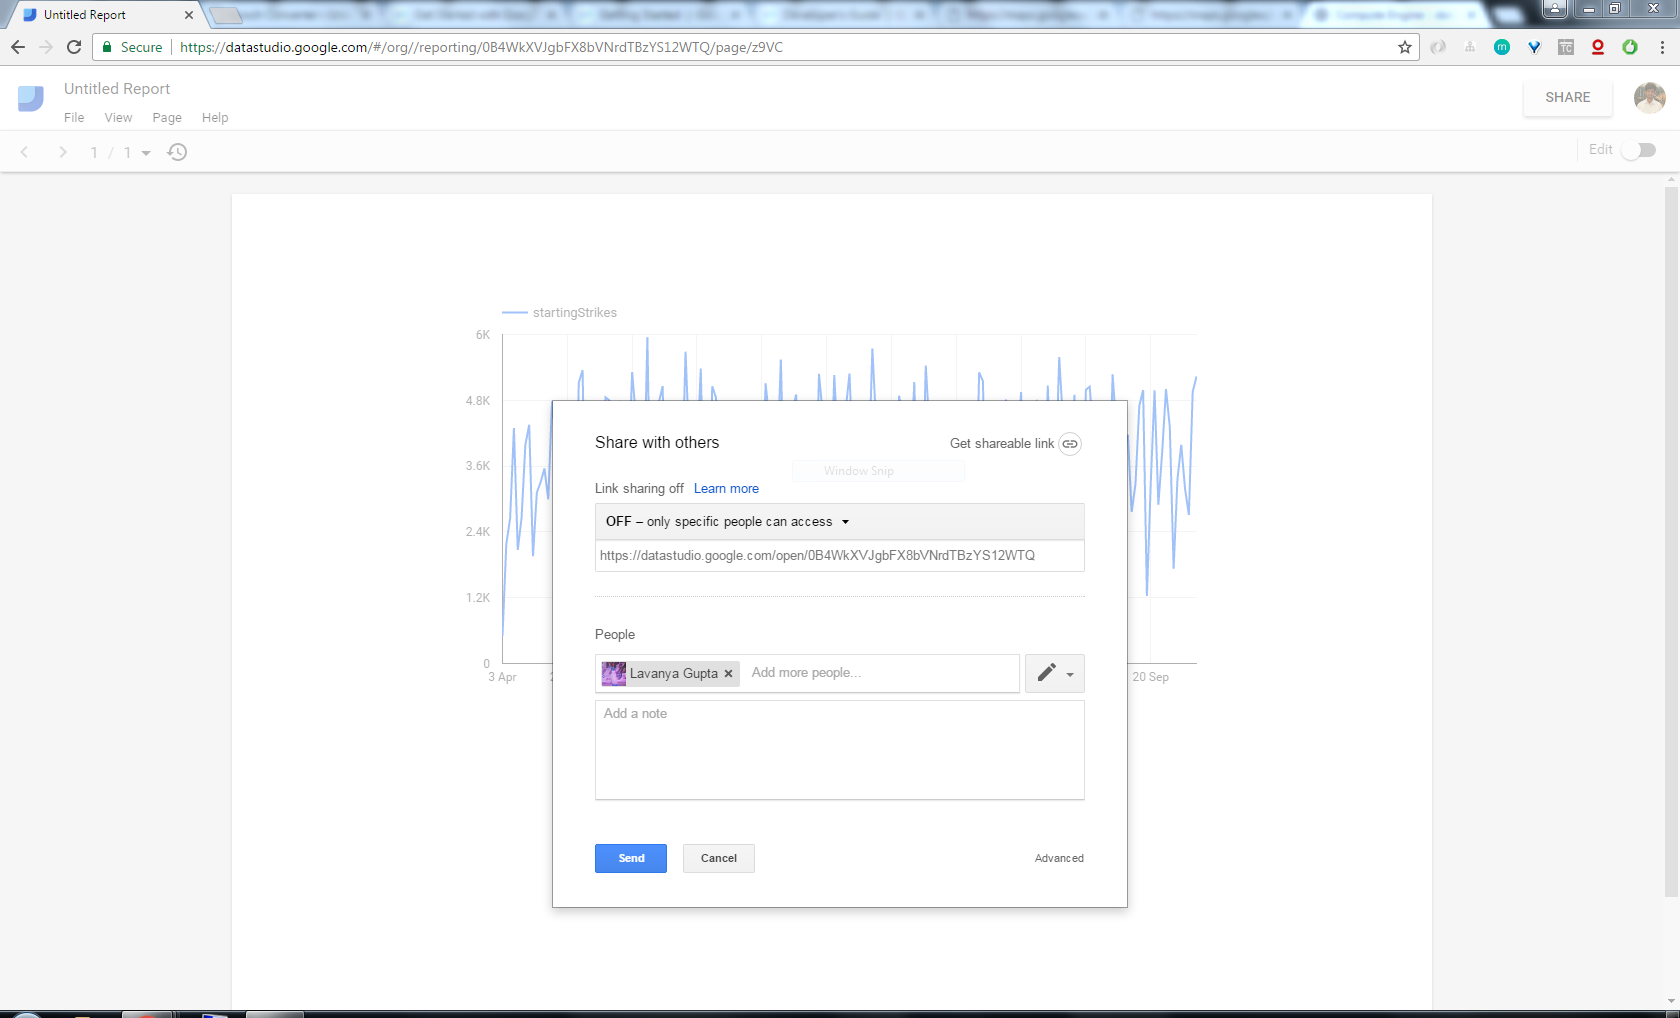 Untitled Report
Secure
https://datastudio.google.com/#/org//reporting/0B4WkXVJgbFX8bVNrdTBzYS12WTQ/page/z9VC
m
TC
Untitled Report
File View Page Help
SHARE
1 / 1
Edit
startingStrikes
6K
4.8K
3.6K
2.4K
1.2K
0
3 Apr
20 Sep
Share with others
Get shareable link
Window Snip
Link sharing off Learn more
OFF – only specific people can access
https://datastudio.google.com/open/0B4WkXVJgbFX8bVNrdTBzYS12WTQ
People
Lavanya Gupta Add more people...
Add a note
Send Cancel Advanced